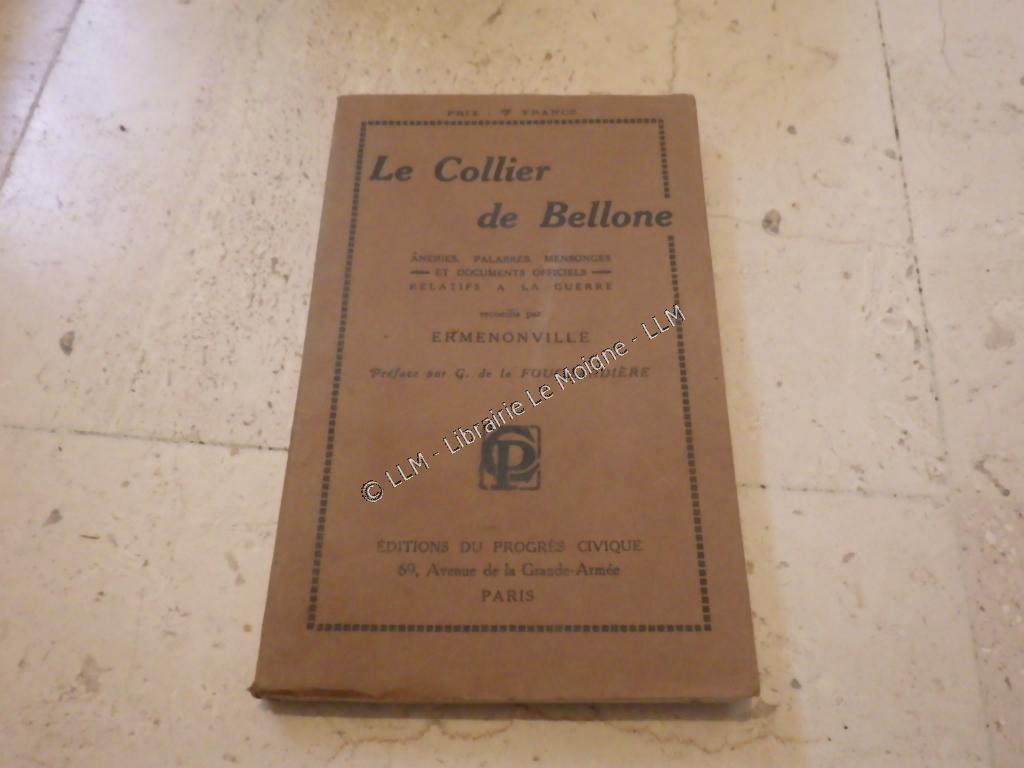 PRIX : 7 FRANCS
Le Collier
de Bellone
ÂNERIES, PALABRES, MENSONGES
ET DOCUMENTS OFFICIELS
RELATIFS A LA GUERRE
recueillis par
ERMENONVILLE
Préface par G. de la
© LLM - Librairie Le Moigne - LLM
CP
ÉDITIONS DU PROGRÈS CIVIQUE
69, Avenue de la Grande-Armée
PARIS